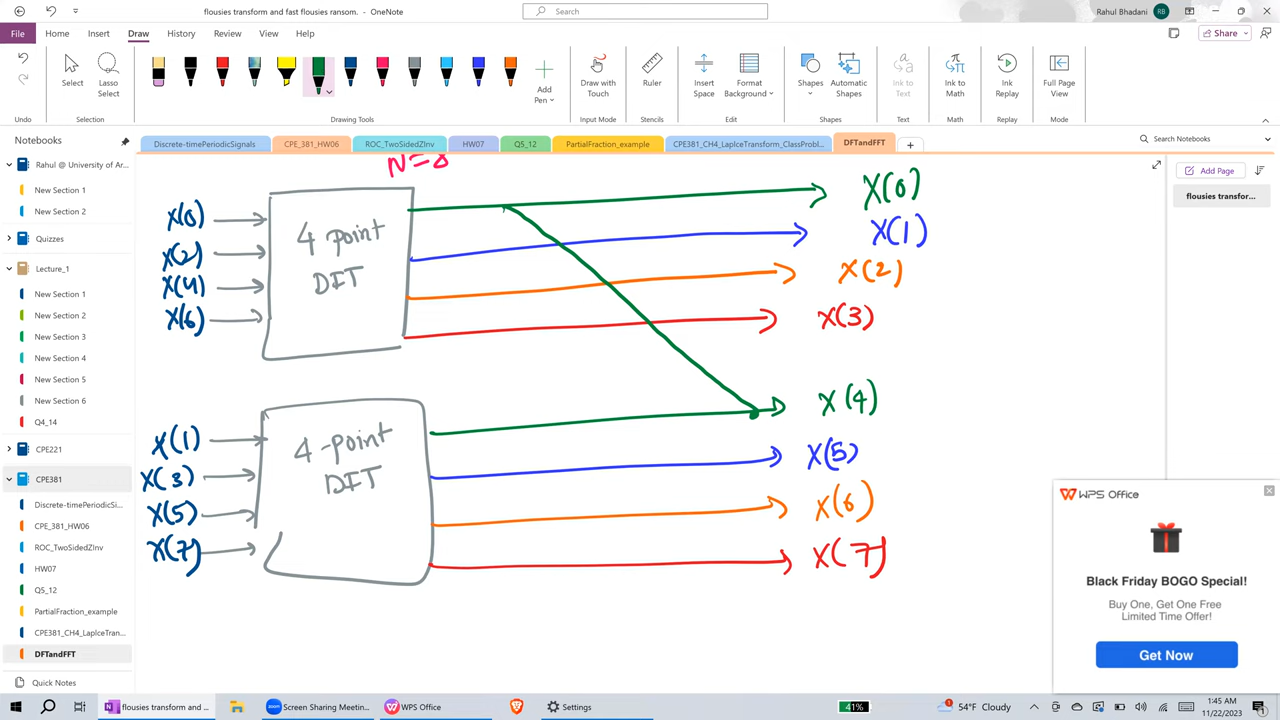 flousies transform and fast flousies ransom. - OneNote
Search
Rahul Bhadani
RB
File
Home
Insert
Draw
History
Review
View
Help
Share
Undo
Select
Lasso Select
Add Pen
Draw with Touch
Ruler
Insert Space
Format Background
Shapes
Automatic Shapes
Ink to Text
Ink to Math
Ink Replay
Full Page View
Undo
Selection
Drawing Tools
Input Mode
Stencils
Insert
Shapes
Text
Math
Replay
Mode
Notebooks
Discrete-timePeriodicSignals
CPE_381_HW06
ROC_TwoSidedZInv
HW07
Q5_12
PartialFraction_example
CPE381_CH4_LaplceTransform_ClassProbl...
DFTandFFT
Search Notebooks
Add Page
flousies transfor...
Rahul @ University of Ar...
New Section 1
New Section 2
Quizzes
Lecture_1
New Section 1
New Section 2
New Section 3
New Section 4
New Section 5
New Section 6
Q4_14
CPE221
CPE381
Discrete-timePeriodicSi...
CPE_381_HW06
ROC_TwoSidedZInv
HW07
Q5_12
PartialFraction_example
CPE381_CH4_LaplceTran...
DFTandFFT
Quick Notes
N=8
x(0)
x(2)
x(4)
x(6)
4 point
DFT
X(0)
X(1)
X(2)
X(3)
x(1)
x(3)
x(5)
x(7)
4-point
DFT
X(4)
X(5)
X(6)
X(7)
WPS Office
Black Friday BOGO Special!
Buy One, Get One Free
Limited Time Offer!
Get Now
flousies transform and ...
Screen Sharing Meetin...
WPS Office
Settings
41%
54°F Cloudy
1:45 AM
11/22/2023